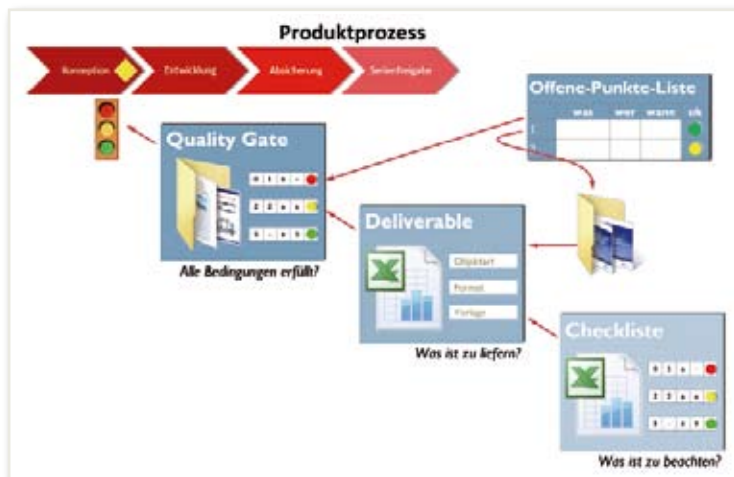 Produktprozess
Konzeption
Entwicklung
Absicherung
Serienfreigabe
Offene-Punkte-Liste
was wer wann
1
Quality Gate
Alle Bedingungen erfüllt?
Deliverable
Objektart
Format
Vorlage
Was ist zu liefern?
Checkliste
Was ist zu beachten?